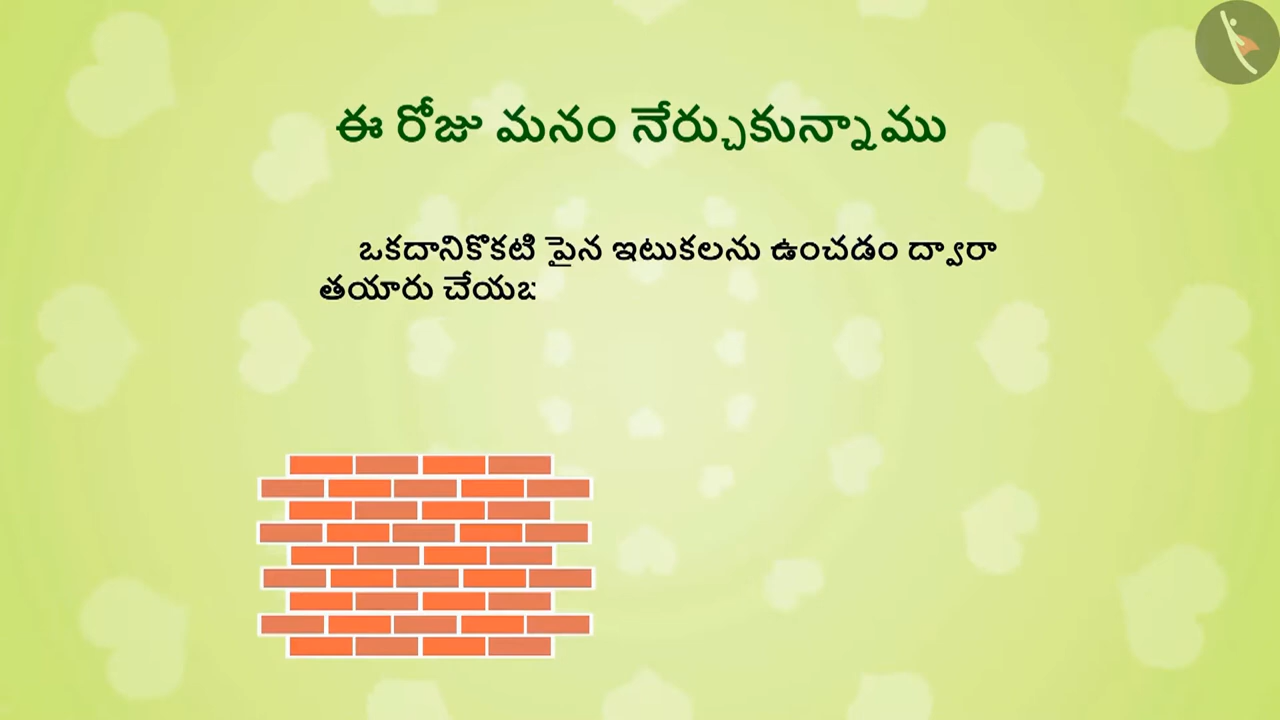 ఈ రోజు మనం నేర్చుకున్నాము
ఒకదానికొకటి పైన ఇటుకలను ఉంచడం ద్వారా
తయారు